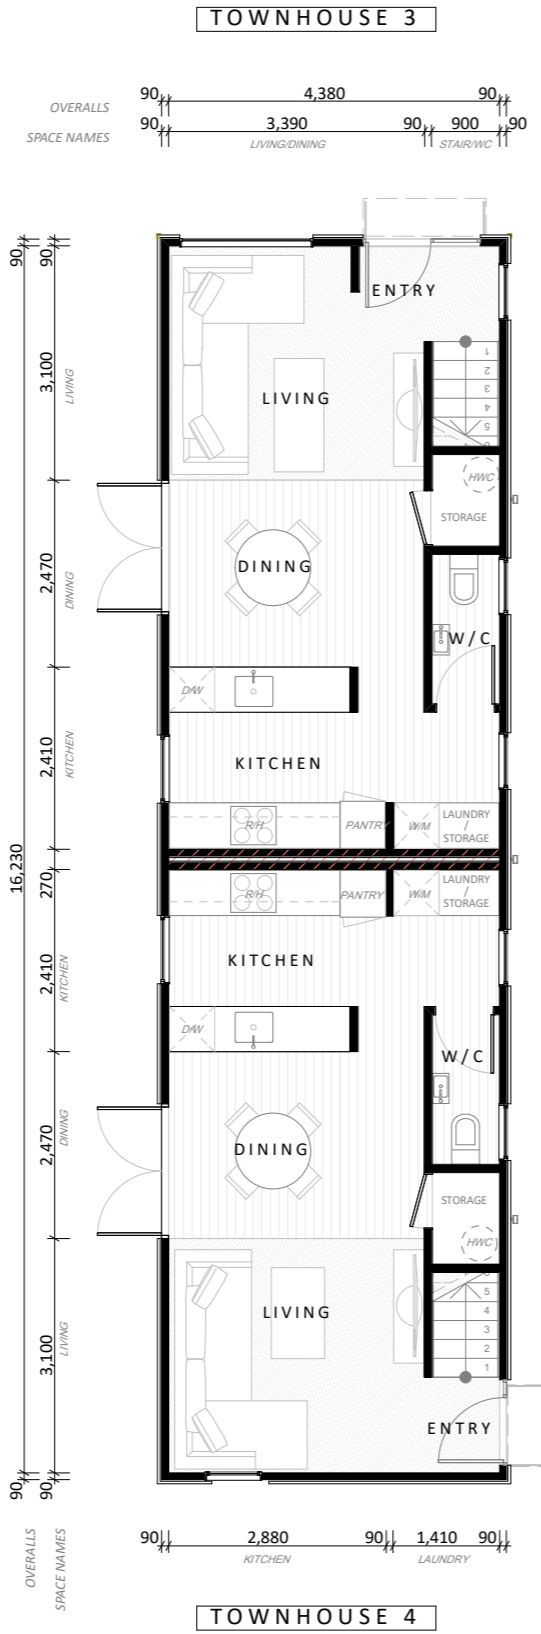 TOWNHOUSE 3
OVERALLS
90
4,380
90
SPACE NAMES
90
3,390
90
900
90
LIVING/DINING
STAIR/WC
90
90
ENTRY
3,100
LIVING
LIVING
1
2
3
4
5
6
HWC
STORAGE
2,470
DINING
DINING
W/C
DAW
2,410
KITCHEN
KITCHEN
R/H
PANTRY
W/M
LAUNDRY
/
STORAGE
16,230
270
R/H
PANTRY
W/M
LAUNDRY
/
STORAGE
2,410
KITCHEN
KITCHEN
DAW
W/C
2,470
DINING
DINING
STORAGE
HWC
3,100
LIVING
LIVING
6
5
4
3
2
1
ENTRY
90
90
OVERALLS
SPACE NAMES
90
2,880
90
1,410
90
KITCHEN
LAUNDRY
TOWNHOUSE 4